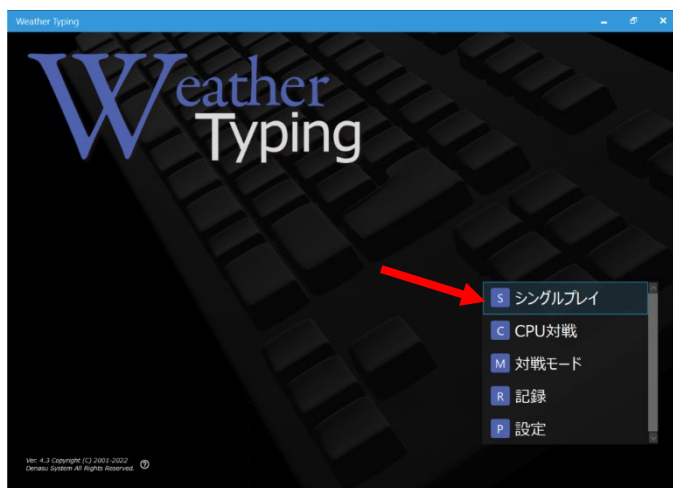 Weather Typing
Weather
Typing
S シングルプレイ
C CPU対戦
M 対戦モード
R 記録
P 設定
Ver. 4.3 Copyright (C) 2001-2022
Denasu System All Rights Reserved.
?